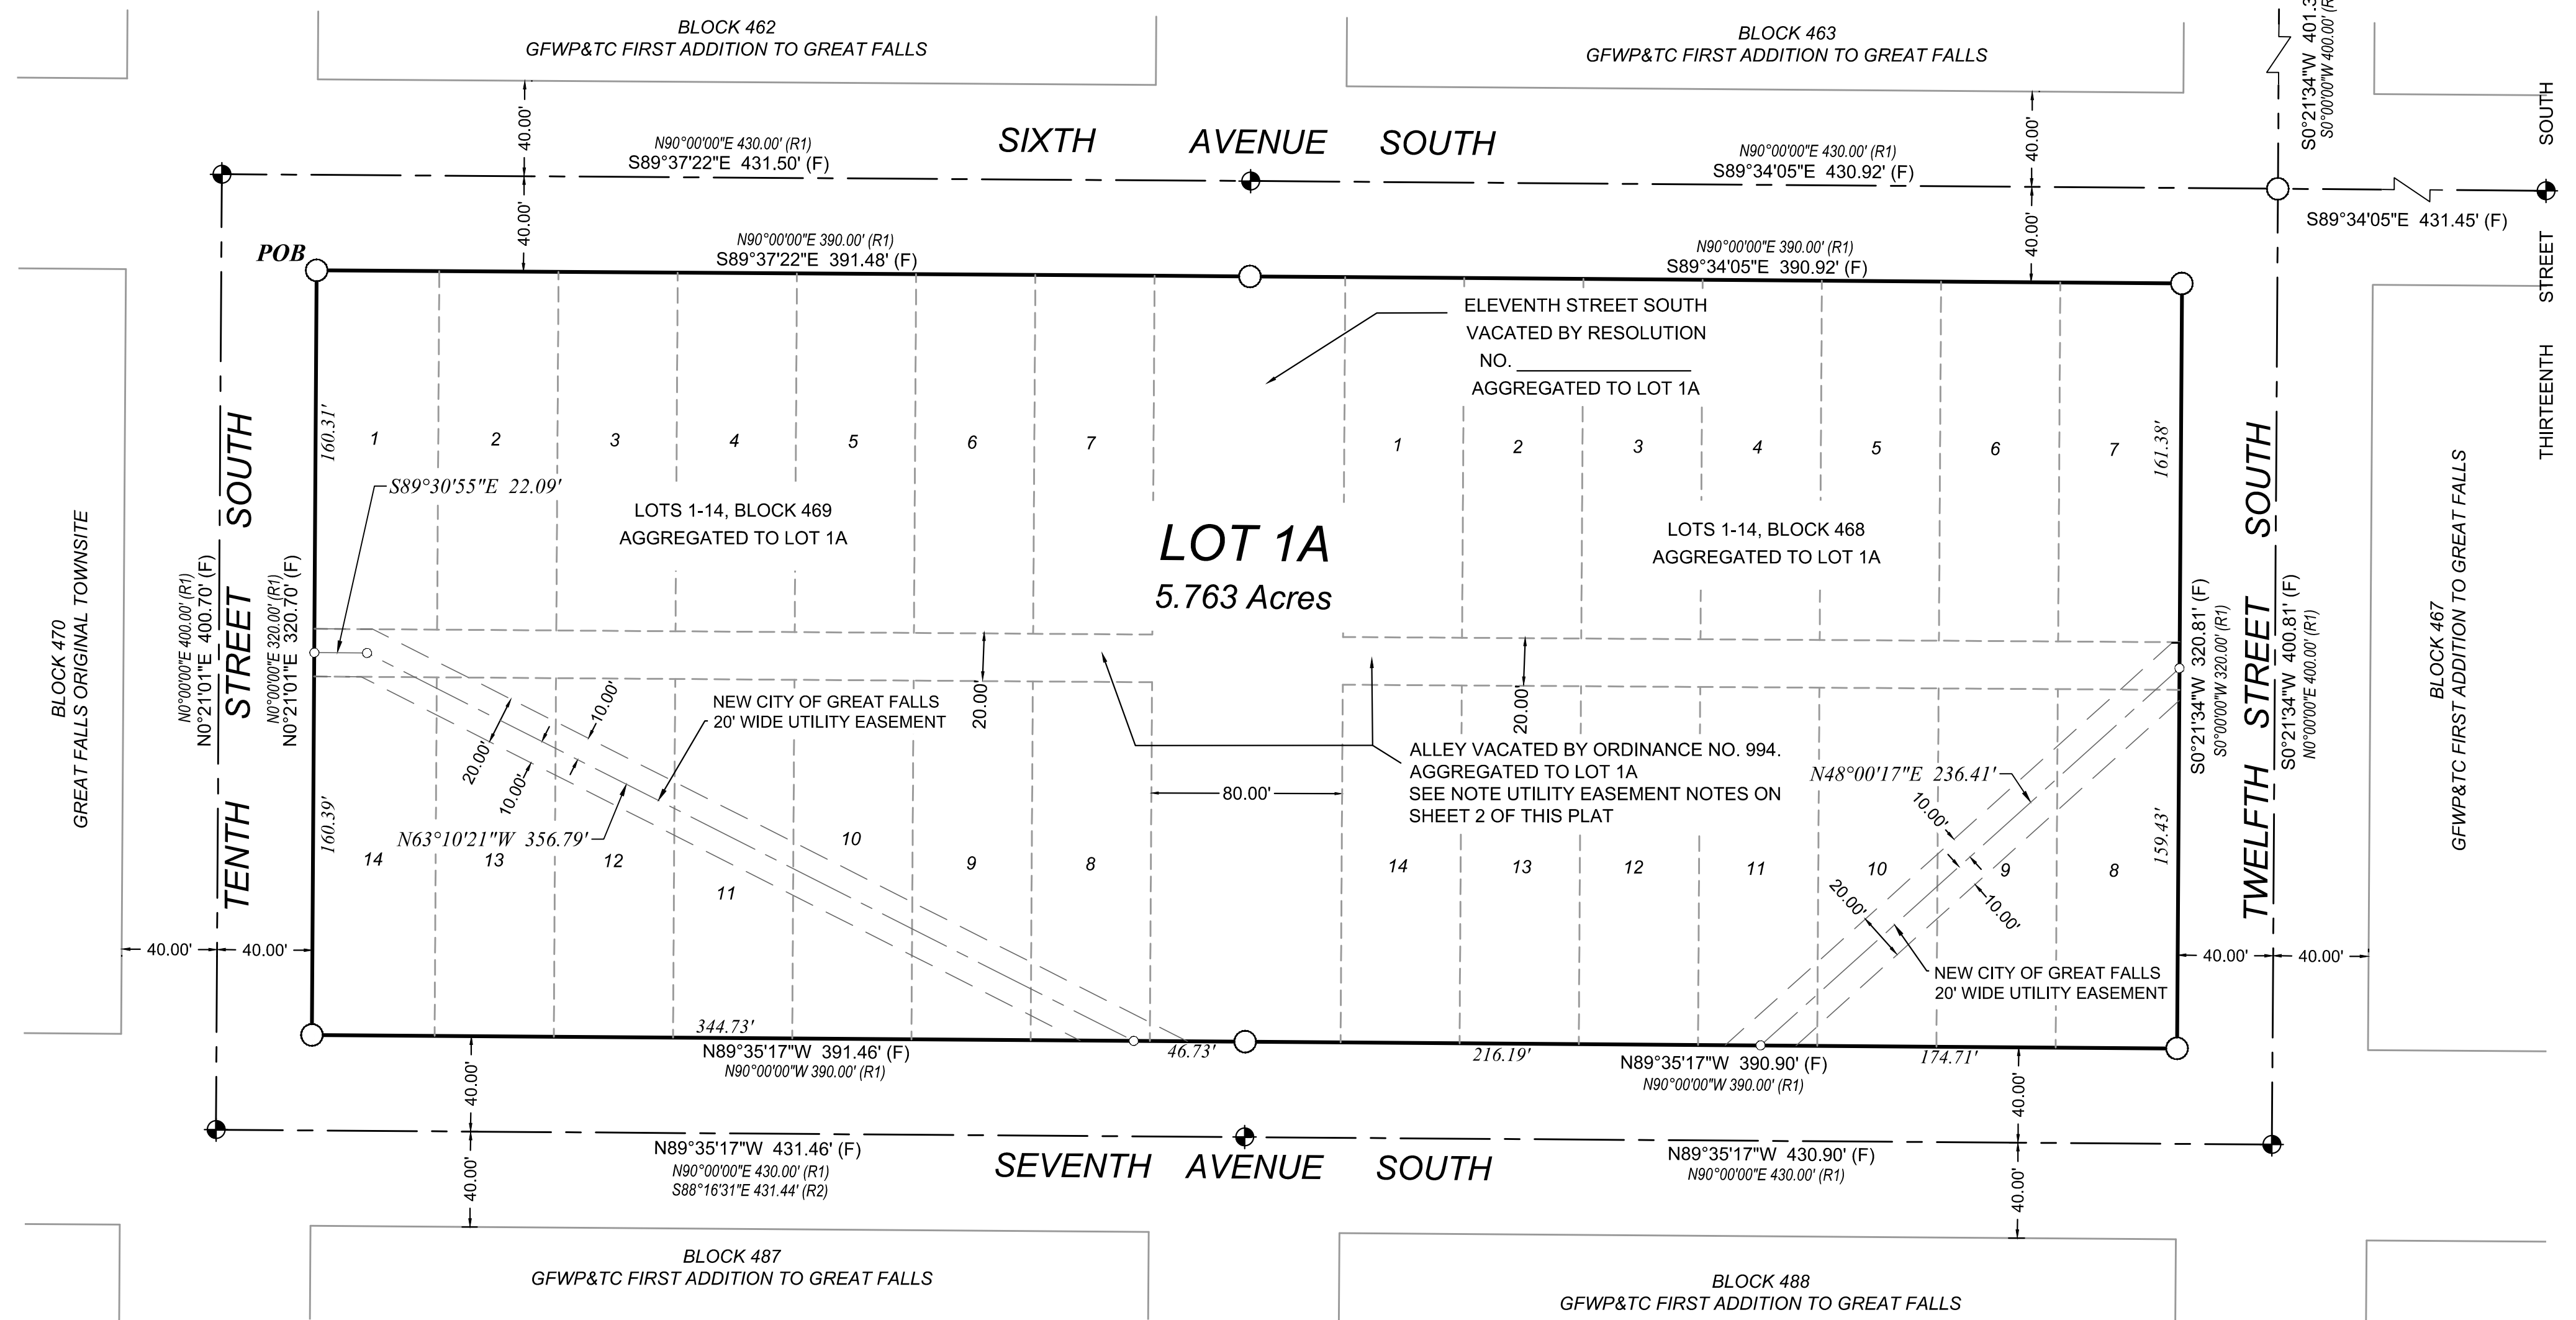 BLOCK 462
GFWP&TC FIRST ADDITION TO GREAT FALLS
BLOCK 463
GFWP&TC FIRST ADDITION TO GREAT FALLS
S0°21'34"W 401.3
S0°00'00"W 400.00' (R
40.00'
40.00'
SIXTH AVENUE SOUTH
N90°00'00"E 430.00' (R1)
S89°37'22"E 431.50' (F)
N90°00'00"E 430.00' (R1)
S89°34'05"E 430.92' (F)
S89°34'05"E 431.45' (F)
THIRTEENTH STREET SOUTH
40.00'
40.00'
POB
N90°00'00"E 390.00' (R1)
S89°37'22"E 391.48' (F)
N90°00'00"E 390.00' (R1)
S89°34'05"E 390.92' (F)
ELEVENTH STREET SOUTH
VACATED BY RESOLUTION
NO.
AGGREGATED TO LOT 1A
160.31'
1 2 3 4 5 6 7
1 2 3 4 5 6 7
161.38'
S89°30'55"E 22.09'
LOTS 1-14, BLOCK 469
AGGREGATED TO LOT 1A
LOT 1A
5.763 Acres
LOTS 1-14, BLOCK 468
AGGREGATED TO LOT 1A
BLOCK 470
GREAT FALLS ORIGINAL TOWNSITE
N0°00'00"E 400.00' (R1)
N0°21'01"E 400.70' (F)
TENTH STREET SOUTH
N0°00'00"E 320.00' (R1)
N0°21'01"E 320.70' (F)
S0°21'34"W 320.81' (F)
S0°00'00"W 320.00' (R1)
TWELFTH STREET SOUTH
S0°21'34"W 400.81' (F)
N0°00'00"E 400.00' (R1)
BLOCK 467
GFWP&TC FIRST ADDITION TO GREAT FALLS
20.00'
10.00'
10.00'
NEW CITY OF GREAT FALLS
20' WIDE UTILITY EASEMENT
20.00'
20.00'
ALLEY VACATED BY ORDINANCE NO. 994.
AGGREGATED TO LOT 1A
SEE NOTE UTILITY EASEMENT NOTES ON
SHEET 2 OF THIS PLAT
80.00'
N48°00'17"E 236.41'
10.00'
160.39'
N63°10'21"W 356.79'
159.43'
14 13 12 11 10 9 8
14 13 12 11 10 9 8
20.00'
10.00'
40.00' 40.00'
40.00' 40.00'
NEW CITY OF GREAT FALLS
20' WIDE UTILITY EASEMENT
344.73'
N89°35'17"W 391.46' (F)
N90°00'00"W 390.00' (R1)
46.73'
216.19'
N89°35'17"W 390.90' (F)
N90°00'00"W 390.00' (R1)
174.71'
40.00'
40.00'
N89°35'17"W 431.46' (F)
N90°00'00"E 430.00' (R1)
S88°16'31"E 431.44' (R2)
SEVENTH AVENUE SOUTH
N89°35'17"W 430.90' (F)
N90°00'00"E 430.00' (R1)
40.00'
40.00'
BLOCK 487
GFWP&TC FIRST ADDITION TO GREAT FALLS
BLOCK 488
GFWP&TC FIRST ADDITION TO GREAT FALLS